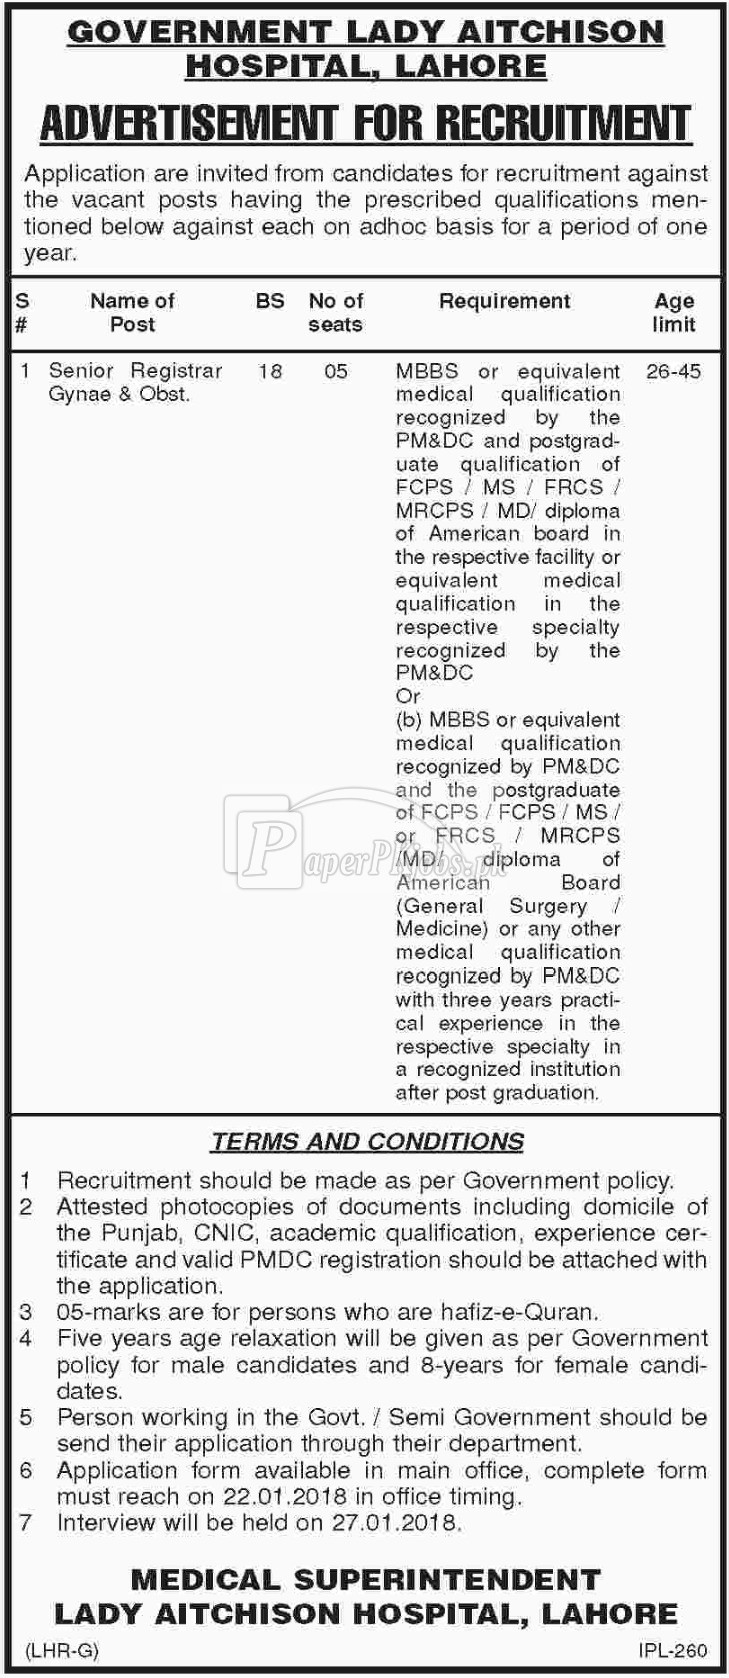 GOVERNMENT LADY AITCHISON
HOSPITAL, LAHORE
ADVERTISEMENT FOR RECRUITMENT
Application are invited from candidates for recruitment against
the vacant posts having the prescribed qualifications men-
tioned below against each on adhoc basis for a period of one
year.
S # Name of Post BS No of seats Requirement Age limit
1 Senior Registrar 18 05 MBBS or equivalent 26-45
Gynae & Obst. medical qualification
recognized by the
PM&DC and postgrad-
uate qualification of
FCPS / MS / FRCS /
MRCPS / MD/ diploma
of American board in
the respective facility or
equivalent medical
qualification in the
respective specialty
recognized by the
PM&DC
Or
(b) MBBS or equivalent
medical qualification
recognized by PM&DC
and the postgraduate
of FCPS / FCPS / MS /
or FRCS / MRCPS
/MD/ diploma of
American Board
(General Surgery /
Medicine) or any other
medical qualification
recognized by PM&DC
with three years practi-
cal experience in the
respective specialty in
a recognized institution
after post graduation.
PaperPKjobs.pk
TERMS AND CONDITIONS
1 Recruitment should be made as per Government policy.
2 Attested photocopies of documents including domicile of
the Punjab, CNIC, academic qualification, experience cer-
tificate and valid PMDC registration should be attached with
the application.
3 05-marks are for persons who are hafiz-e-Quran.
4 Five years age relaxation will be given as per Government
policy for male candidates and 8-years for female candi-
dates.
5 Person working in the Govt. / Semi Government should be
send their application through their department.
6 Application form available in main office, complete form
must reach on 22.01.2018 in office timing.
7 Interview will be held on 27.01.2018.
MEDICAL SUPERINTENDENT
LADY AITCHISON HOSPITAL, LAHORE
(LHR-G) IPL-260